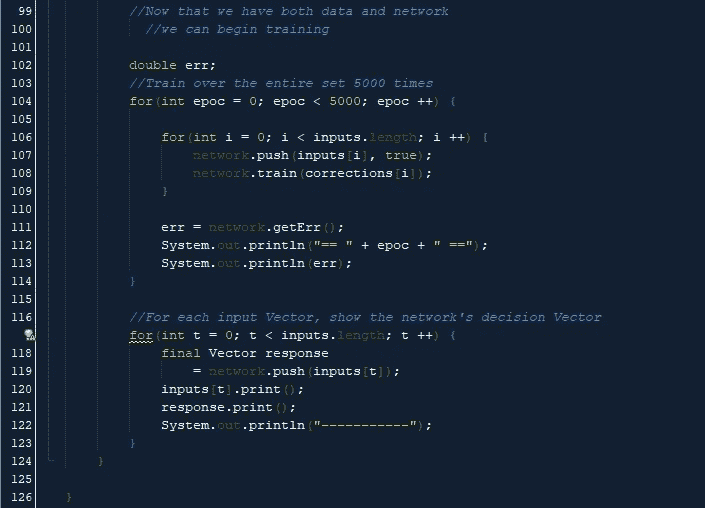 99 //Now that we have both data and network
100 //we can begin training
101
102 double err;
103 //Train over the entire set 5000 times
104 for(int epoc = 0; epoc < 5000; epoc ++) {
105
106 for(int i = 0; i < inputs.length; i ++) {
107 network.push(inputs[i], true);
108 network.train(corrections[i]);
109 }
110
111 err = network.getErr();
112 System.out.println("== " + epoc + " ==");
113 System.out.println(err);
114 }
115
116 //For each input Vector, show the network's decision Vector
for(int t = 0; t < inputs.length; t ++) {
118 final Vector response
119 = network.push(inputs[t]);
120 inputs[t].print();
121 response.print();
122 System.out.println("-----------");
123 }
124 }
125
126 }